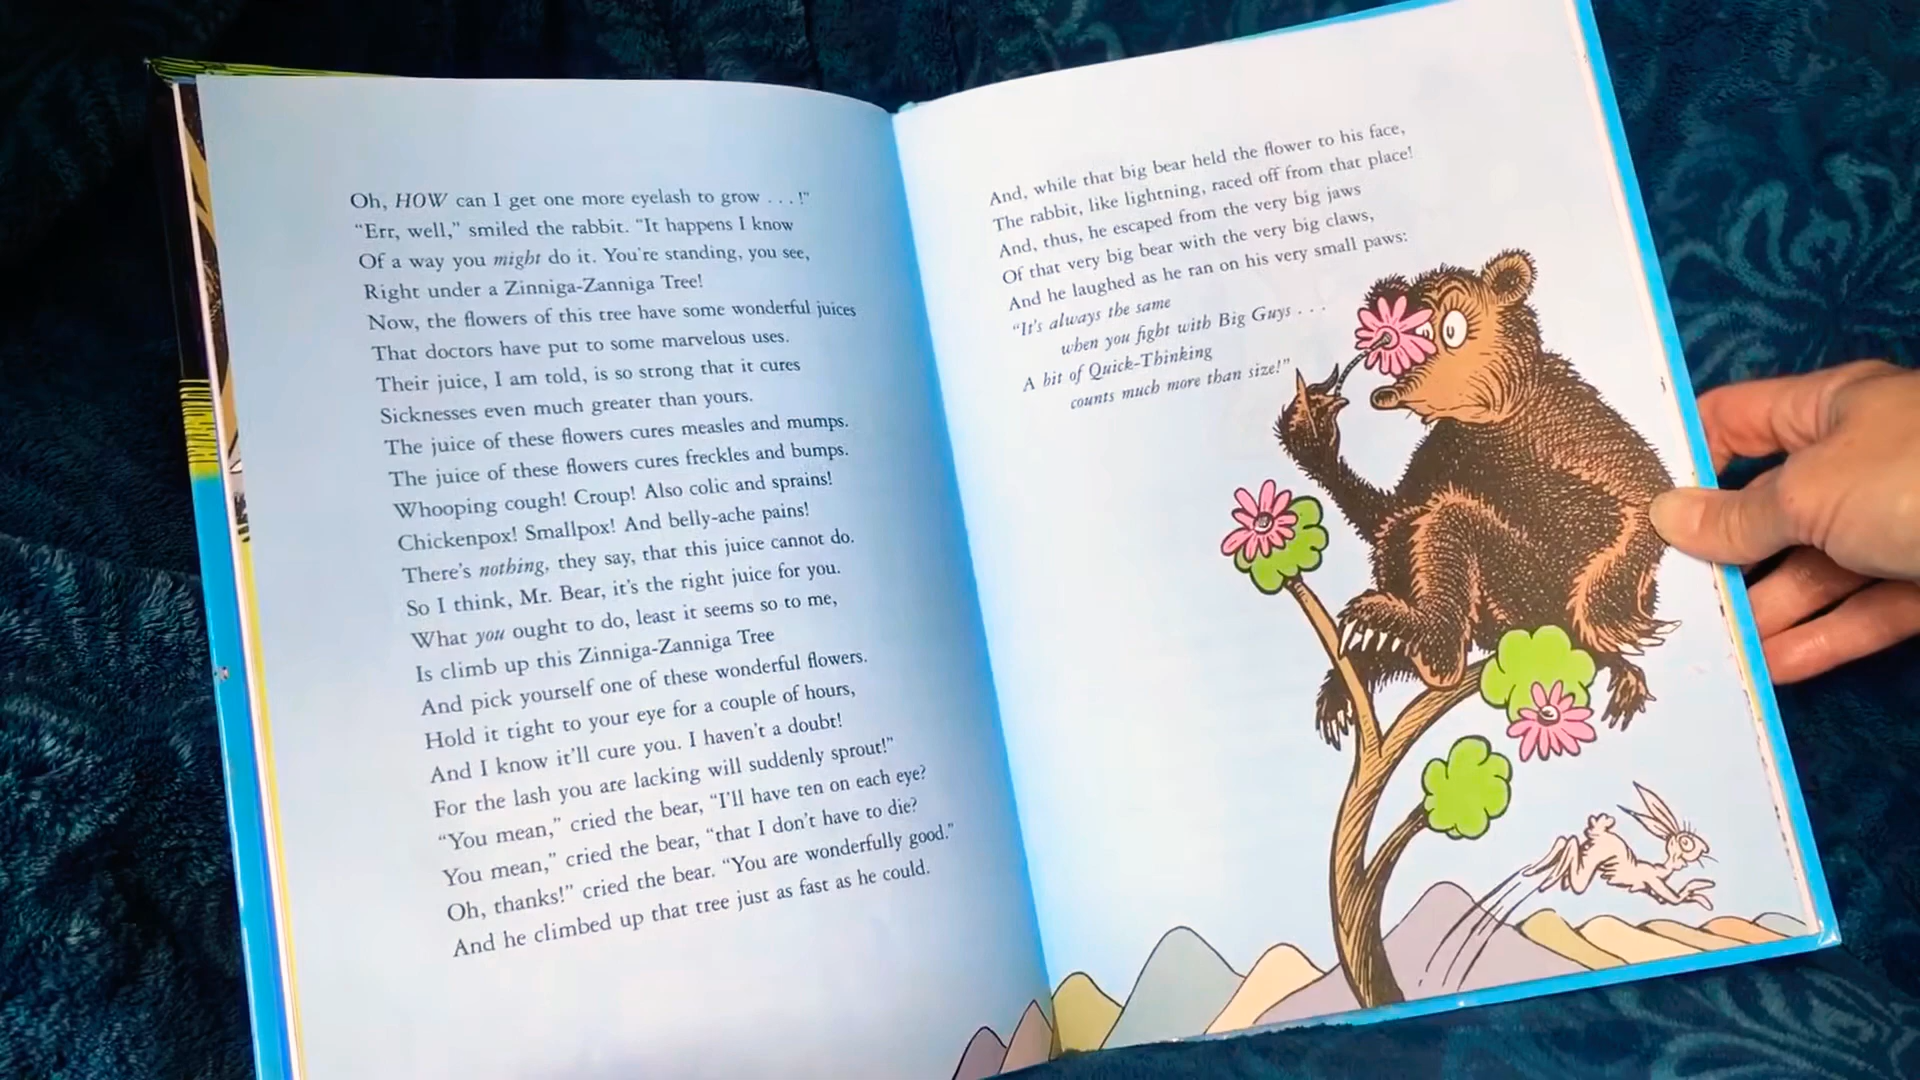 Oh, HOW can I get one more eyelash to grow . . . !"
"Err, well," smiled the rabbit. "It happens I know
Of a way you might do it. You're standing, you see,
Right under a Zinniga-Zanniga Tree!
Now, the flowers of this tree have some wonderful juices
That doctors have put to some marvelous uses.
Their juice, I am told, is so strong that it cures
Sicknesses even much greater than yours.
The juice of these flowers cures measles and mumps.
The juice of these flowers cures freckles and bumps.
Whooping cough! Croup! Also colic and sprains!
Chickenpox! Smallpox! And belly-ache pains!
There's nothing, they say, that this juice cannot do.
So I think, Mr. Bear, it's the right juice for you.
What you ought to do, least it seems so to me,
Is climb up this Zinniga-Zanniga Tree
And pick yourself one of these wonderful flowers.
Hold it tight to your eye for a couple of hours,
And I know it'll cure you. I haven't a doubt!
For the lash you are lacking will suddenly sprout!"
"You mean," cried the bear, "I'll have ten on each eye?
You mean," cried the bear, "that I don't have to die?
Oh, thanks!" cried the bear. "You are wonderfully good."
And he climbed up that tree just as fast as he could.
And, while that big bear held the flower to his face,
The rabbit, like lightning, raced off from that place!
And, thus, he escaped from the very big jaws
Of that very big bear with the very big claws,
And he laughed as he ran on his very small paws:
"It's always the same
when you fight with Big Guys . . .
A bit of Quick-Thinking
counts much more than size!"